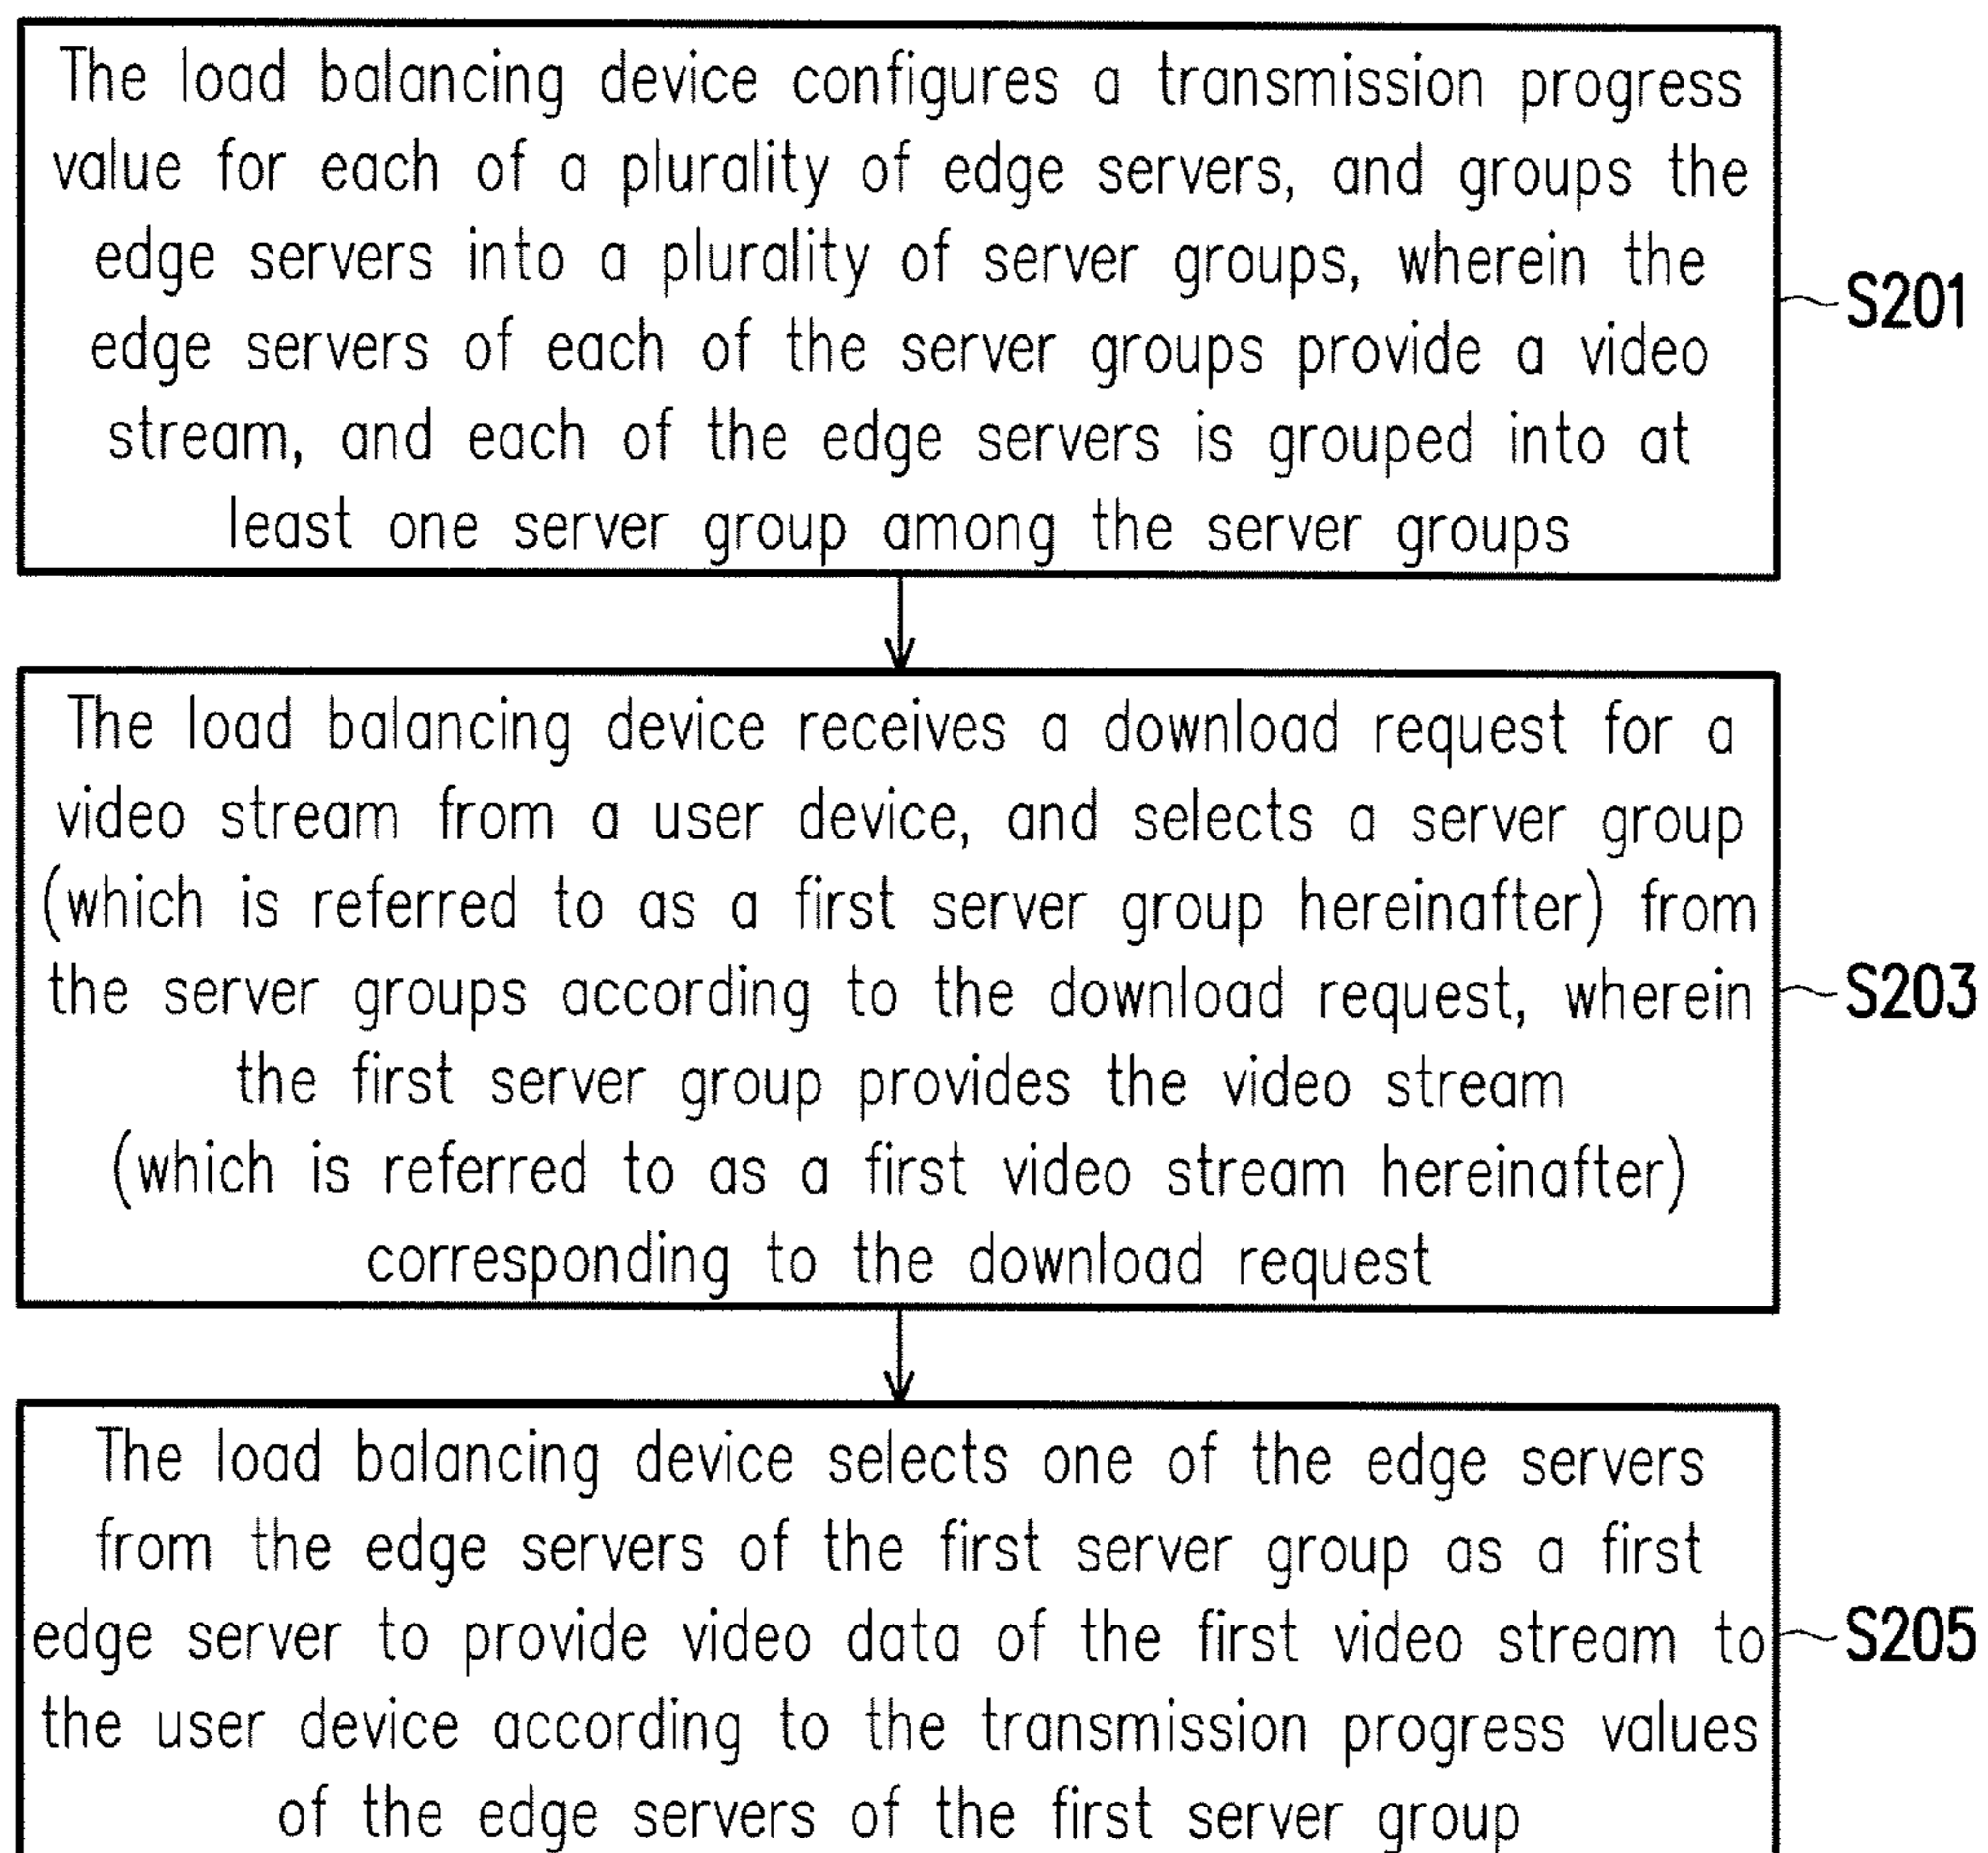 The load balancing device configures a transmission progress
value for each of a plurality of edge servers, and groups the
edge servers into a plurality of server groups, wherein the
edge servers of each of the server groups provide a video
stream, and each of the edge servers is grouped into at
least one server group among the server groups
S201
The load balancing device receives a download request for a
video stream from a user device, and selects a server group
(which is referred to as a first server group hereinafter) from
the server groups according to the download request, wherein
the first server group provides the video stream
(which is referred to as a first video stream hereinafter)
corresponding to the download request
S203
The load balancing device selects one of the edge servers
from the edge servers of the first server group as a first
edge server to provide video data of the first video stream to
the user device according to the transmission progress values
of the edge servers of the first server group
S205